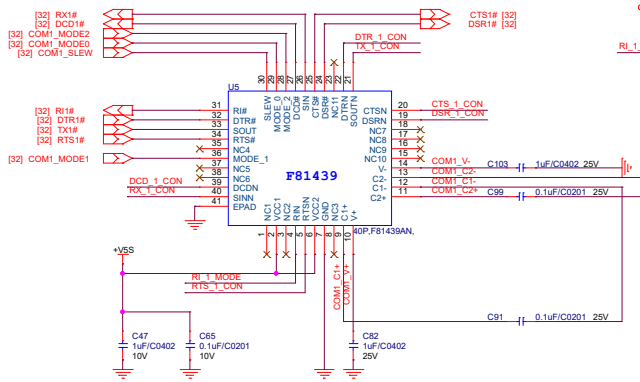 [32] RX1#
[32] DCD1#
[32] COM1_MODE2
[32] COM1_MODE0
[32] COM1_SLEW
CTS1# [32]
DSR1# [32]
DTR_1_CON
TX_1_CON
RI_1
30 29 28 27 26 25 24 23 22 21
U5
SLEW MODE_0 MODE_2 DCD# SIN CTS# DSR# NC11 DTRN SOUTN
[32] RI1#
[32] DTR1#
[32] TX1#
[32] RTS1#
[32] COM1_MODE1
DCD_1_CON
RX_1_CON
31 RI#
32 DTR#
33 SOUT
34 RTS#
35 NC4
36 MODE_1
37 NC5
38 NC6
39 DCDN
40 SINN
41 EPAD
F81439
CTSN 20 CTS_1_CON
DSRN 19 DSR_1_CON
NC7 18
NC8 17
NC9 16
NC10 15
V- 14 COM1_V-
C2- 13 COM1_C2-
C1- 12 COM1_C1-
C2+ 11 COM1_C2+
C103 1uF/C0402 25V
C99 0.1uF/C0201 25V
NC1 VCC1 NC2 RIN RTSN VCC2 GND NC3 C1+ V+
1 2 3 4 5 6 7 8 9 10
40P,F81439AN,
+V5S
RI_1_MODE
RTS_1_CON
COM1_C1+
COM1_V+
C91 0.1uF/C0201 25V
C47
1uF/C0402
10V
C65
0.1uF/C0201
10V
C82
1uF/C0402
25V